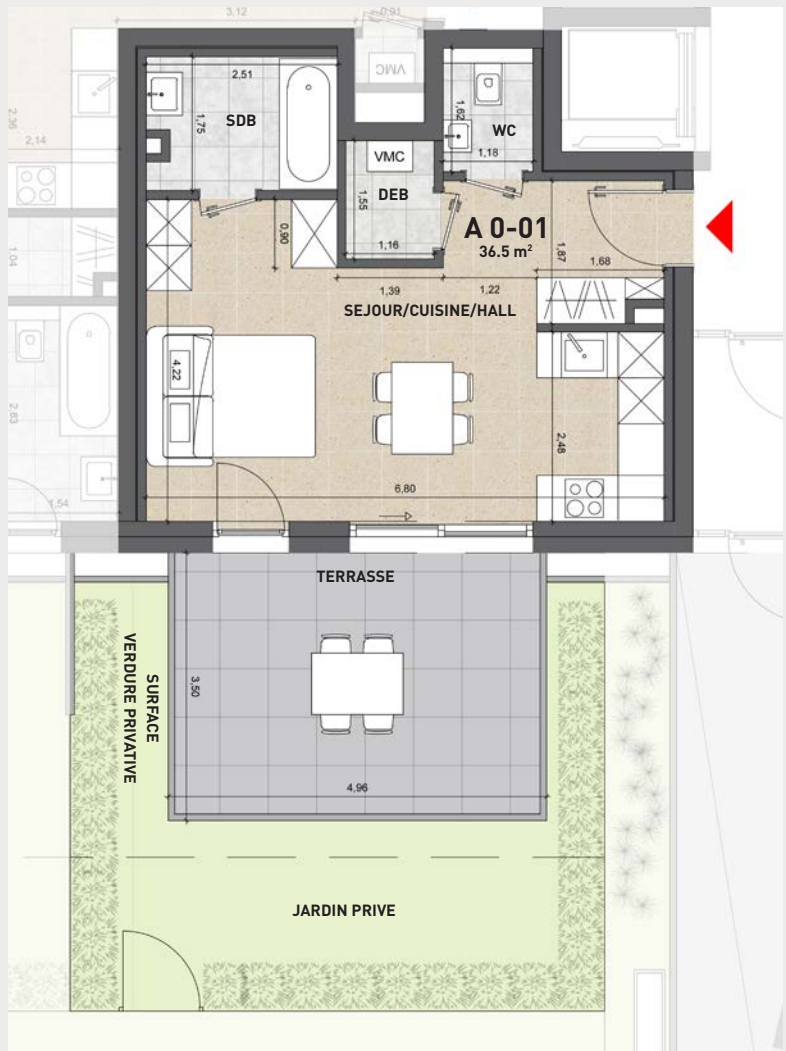 3,12
0,91
VMC
2,51
2,36
2,14
1,75
SDB
1,62
WC
1,18
VMC
DEB
1,55
1,16
0,90
A 0-01
36.5 m²
1,87
1,68
1,04
1,39
1,22
SEJOUR/CUISINE/HALL
4,22
2,83
2,48
6,80
1,54
TERRASSE
SURFACE
VERDURE PRIVATIVE
3,50
4,96
JARDIN PRIVE